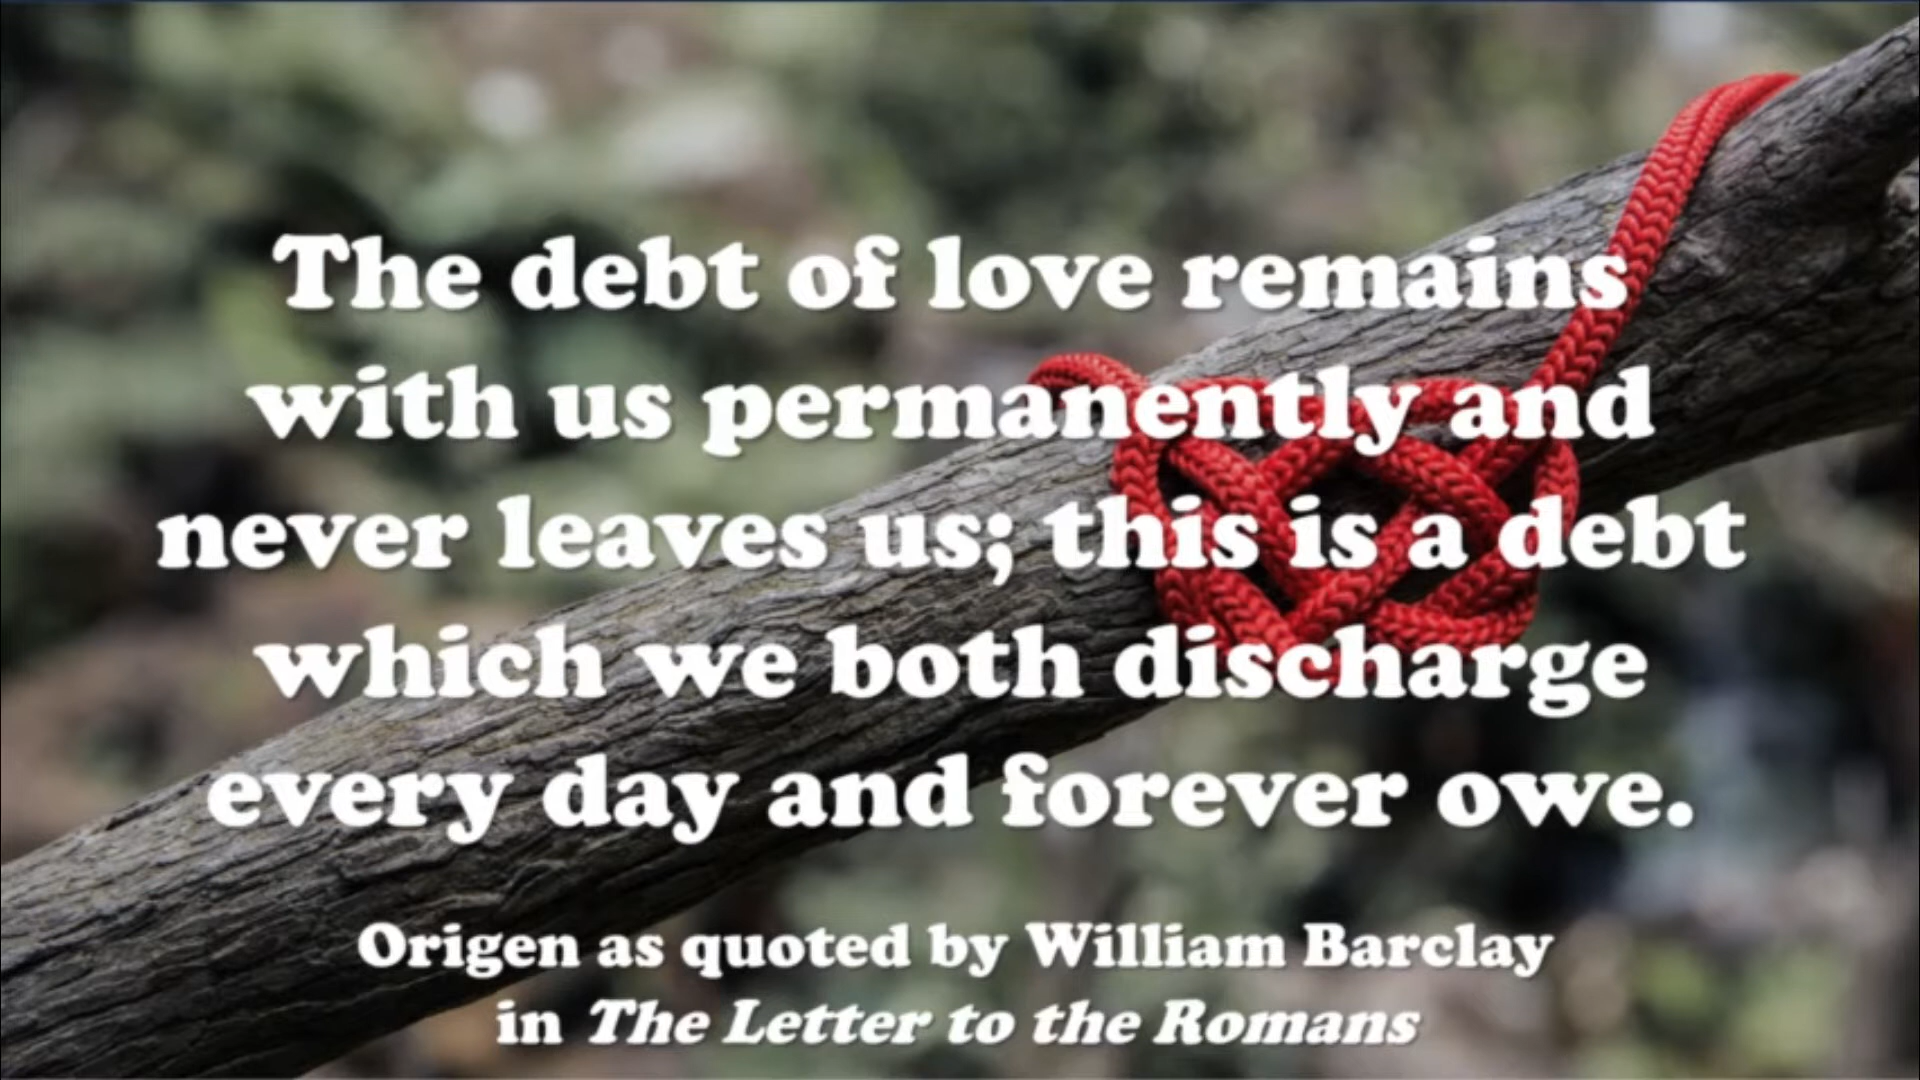 The debt of love remains
with us permanently and
never leaves us; this is a debt
which we both discharge
every day and forever owe.
Origen as quoted by William Barclay
in The Letter to the Romans